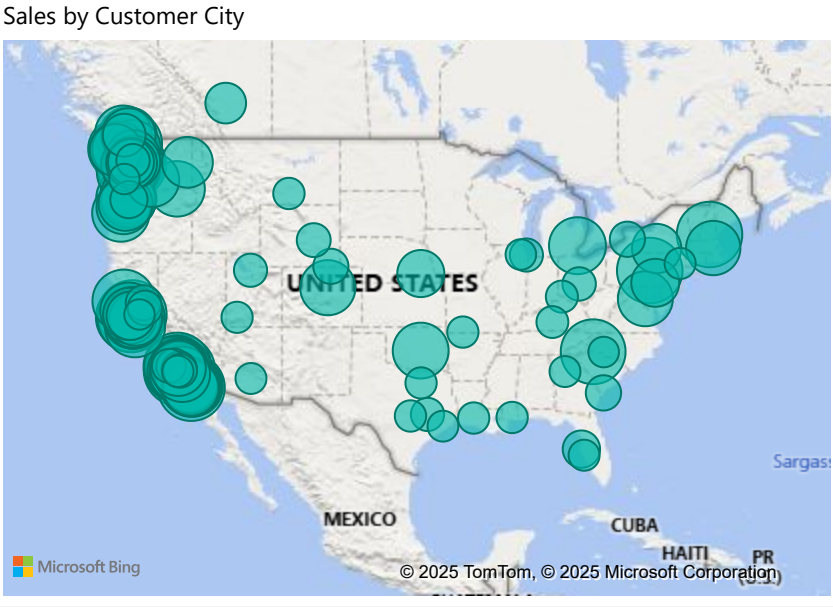 Sales by Customer City
UNITED STATES
Sargass
MEXICO
CUBA
HAITI
PR
(U.S.)
Microsoft Bing
© 2025 TomTom, © 2025 Microsoft Corporation